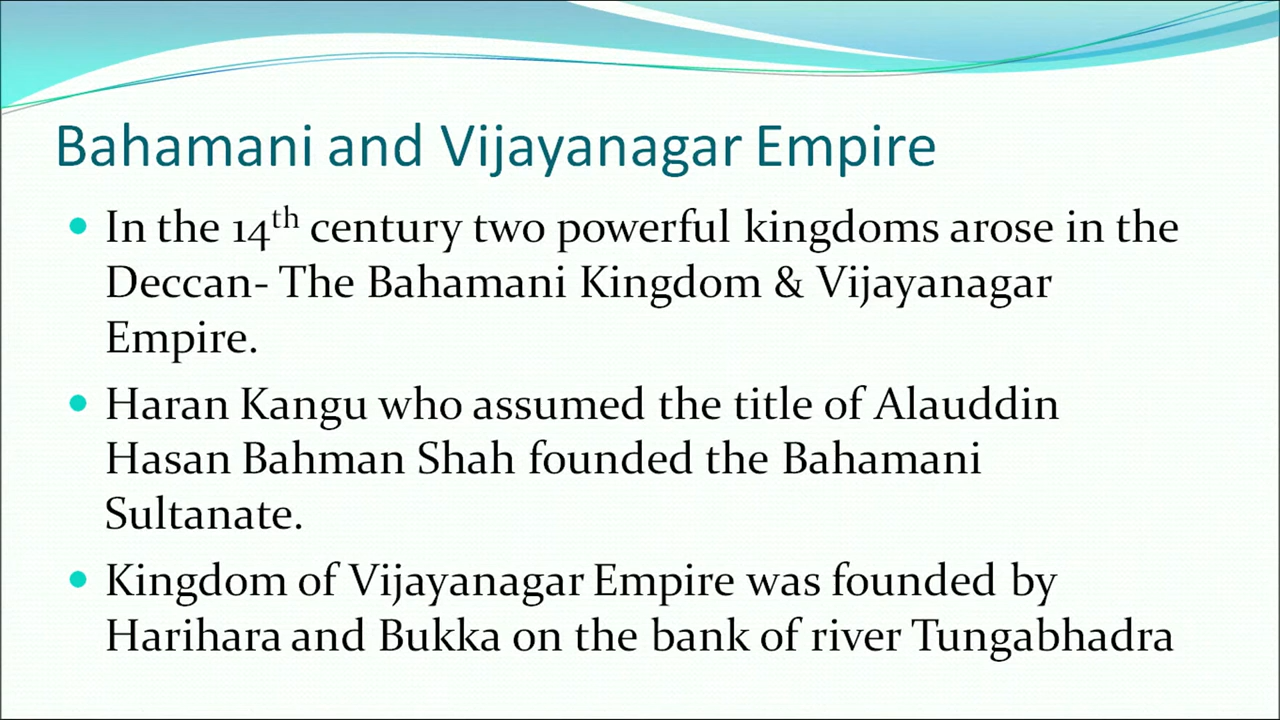 Bahamani and Vijayanagar Empire
• In the 14th century two powerful kingdoms arose in the
Deccan- The Bahamani Kingdom & Vijayanagar
Empire.
• Haran Kangu who assumed the title of Alauddin
Hasan Bahman Shah founded the Bahamani
Sultanate.
• Kingdom of Vijayanagar Empire was founded by
Harihara and Bukka on the bank of river Tungabhadra